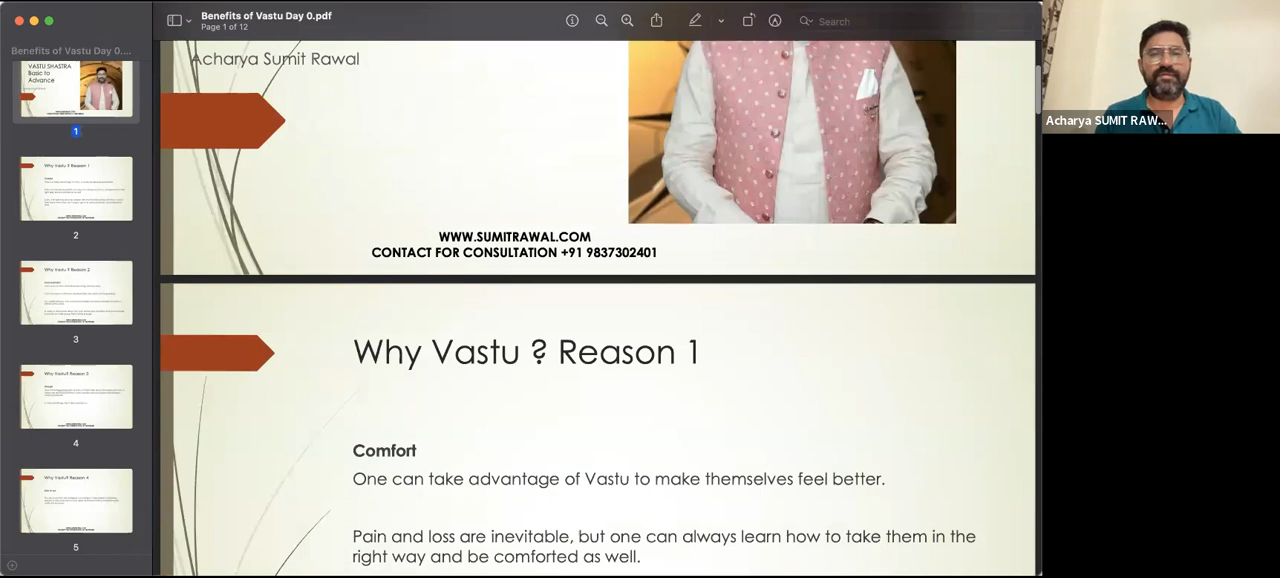 Benefits of Vastu Day 0.pdf
Page 1 of 12
Search
Benefits of Vastu Day 0....
VASTU SHASTRA
Basic to
Advance
1
Why Vastu ? Reason 1
2
Why Vastu ? Reason 2
3
Why Vastu? Reason 3
4
Why Vastu? Reason 4
5
Acharya Sumit Rawal
WWW.SUMITRAWAL.COM
CONTACT FOR CONSULTATION +91 9837302401
Why Vastu ? Reason 1
Comfort
One can take advantage of Vastu to make themselves feel better.
Pain and loss are inevitable, but one can always learn how to take them in the
right way and be comforted as well.
Acharya SUMIT RAW...